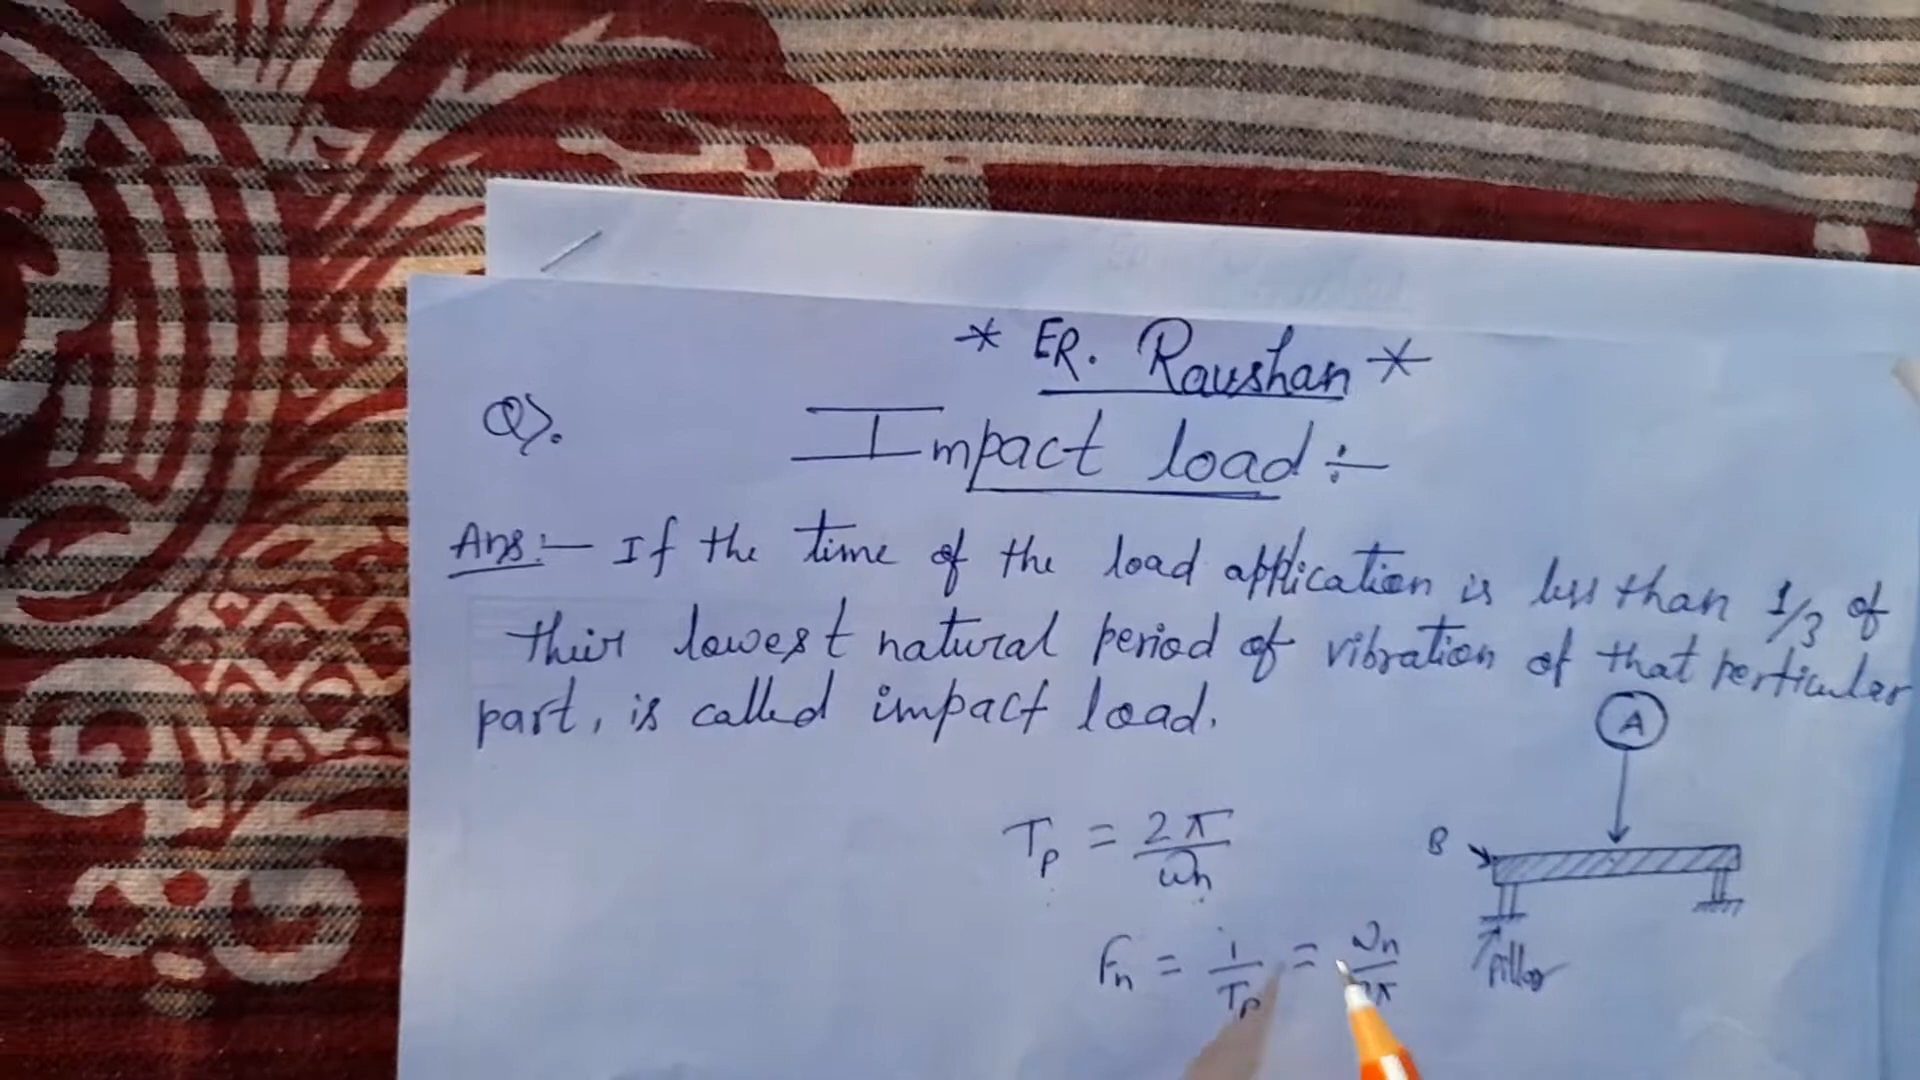 * ER. Raushan *
Q). Impact load :-
Ans:- If the time of the load application is less than 1/3 of
their lowest natural period of vibration of that perticular
part, is called impact load.
A
Tp = 2π/ωn
B
Fn = 1/Tp = ωn/2π
Pillar